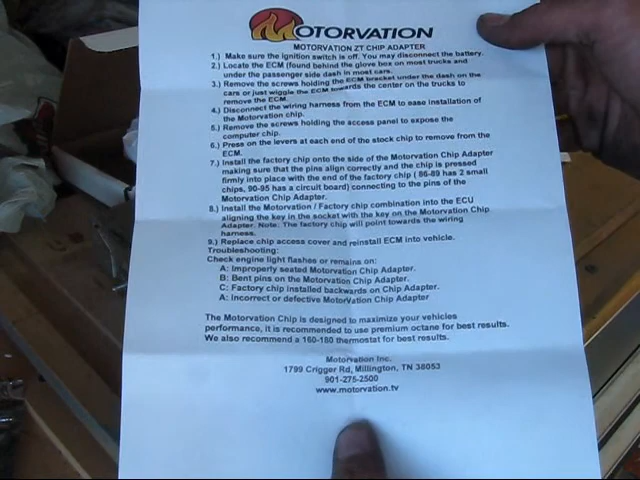 MOTORVATION
MOTORVATION ZT CHIP ADAPTER
1.) Make sure the ignition switch is off. You may disconnect the battery.
2.) Locate the ECM (found behind the glove box on most trucks and
under the passenger side dash in most cars.
3.) Remove the screws holding the ECM bracket under the dash on the
cars or just wiggle the ECM towards the center on the trucks to
remove the ECM.
4.) Disconnect the wiring harness from the ECM to ease installation of
the Motorvation chip.
5.) Remove the screws holding the access panel to expose the
computer chip.
6.) Press on the levers at each end of the stock chip to remove from the
ECM.
7.) Install the factory chip onto the side of the Motorvation Chip Adapter
making sure that the pins align correctly and the chip is pressed
firmly into place with the end of the factory chip ( 86-89 has 2 small
chips, 90-95 has a circuit board) connecting to the pins of the
Motorvation Chip Adapter.
8.) Install the Motorvation / Factory chip combination into the ECU
aligning the key in the socket with the key on the Motorvation Chip
Adapter. Note: The factory chip will point towards the wiring
harness.
9.) Replace chip access cover and reinstall ECM into vehicle.
Troubleshooting:
Check engine light flashes or remains on:
A: Improperly seated Motorvation Chip Adapter.
B: Bent pins on the Motorvation Chip Adapter.
C: Factory chip installed backwards on Chip Adapter.
A: Incorrect or defective MotorVation Chip Adapter
The Motorvation Chip is designed to maximize your vehicles
performance, it is recommended to use premium octane for best results.
We also recommend a 160-180 thermostat for best results.
Motorvation Inc.
1799 Crigger Rd, Millington, TN 38053
901-275-2500
www.motorvation.tv